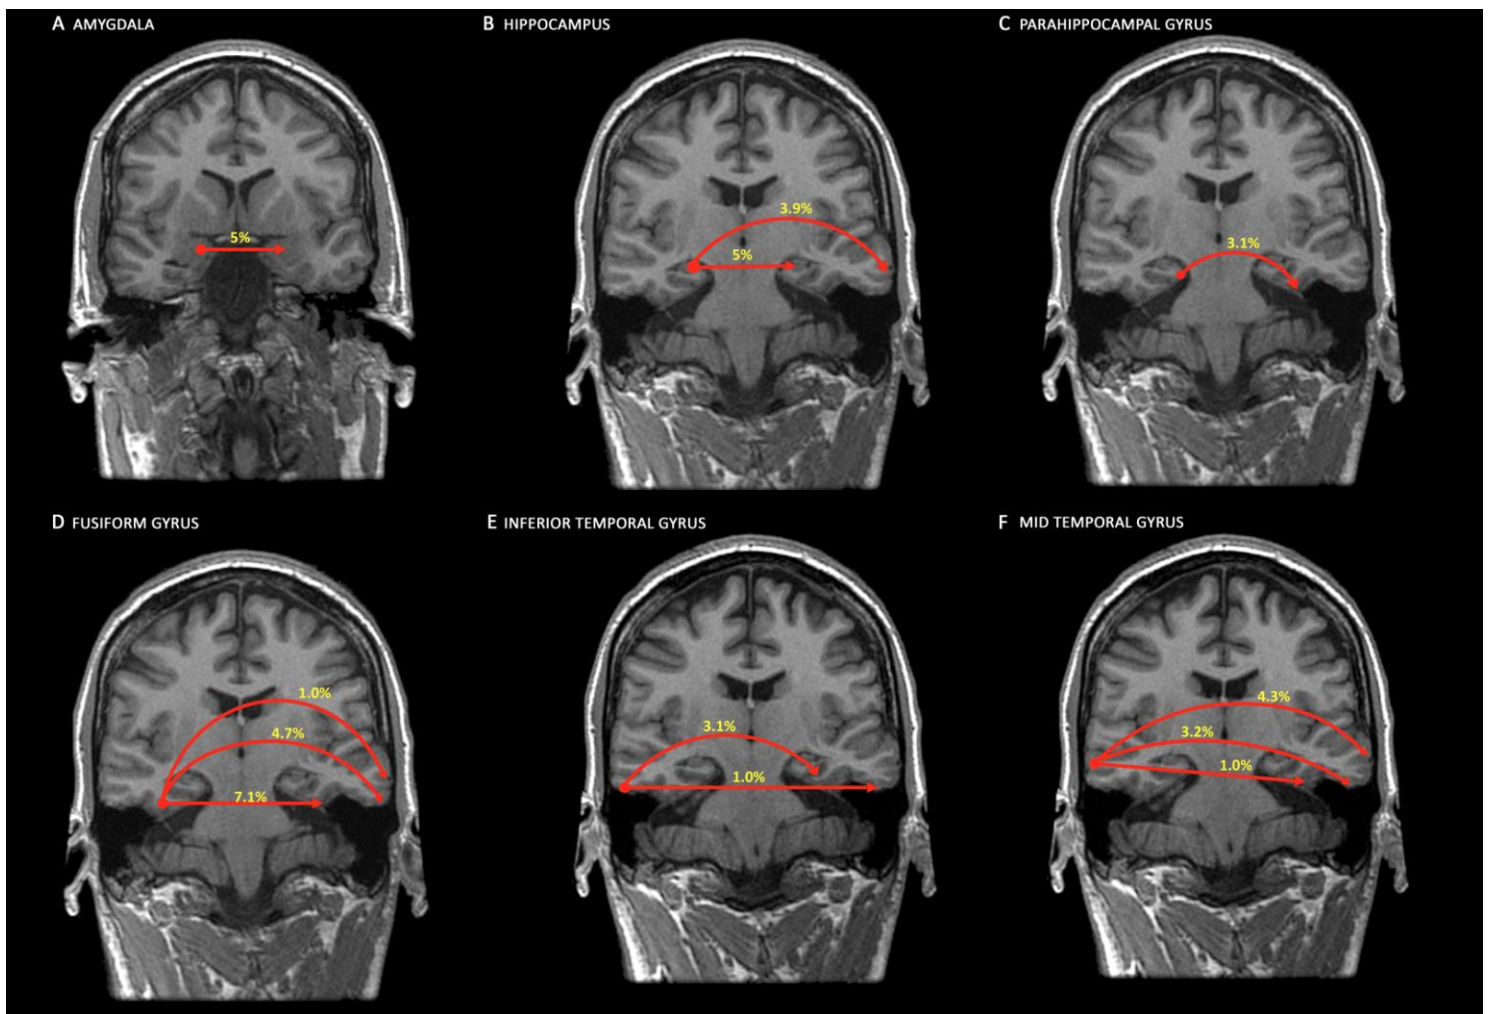 A AMYGDALA
B HIPPOCAMPUS
C PARAHIPPOCAMPAL GYRUS
5%
3.9%
5%
3.1%
D FUSIFORM GYRUS
E INFERIOR TEMPORAL GYRUS
F MID TEMPORAL GYRUS
1.0%
4.7%
7.1%
3.1%
1.0%
4.3%
3.2%
1.0%